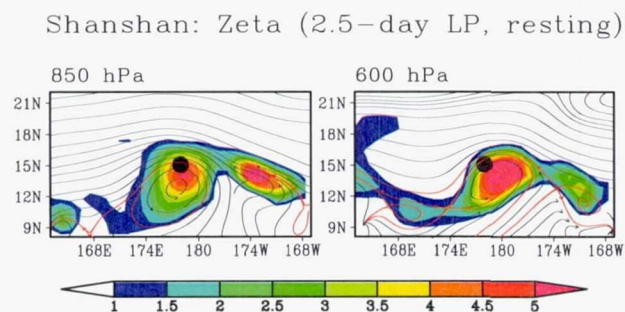 Shanshan: Zeta (2.5-day LP, resting)
850 hPa
600 hPa
21N
18N
15N
12N
9N
168E 174E 180 174W 168W
21N
18N
15N
12N
9N
168E 174E 180 174W 168W
1 1.5 2 2.5 3 3.5 4 4.5 5